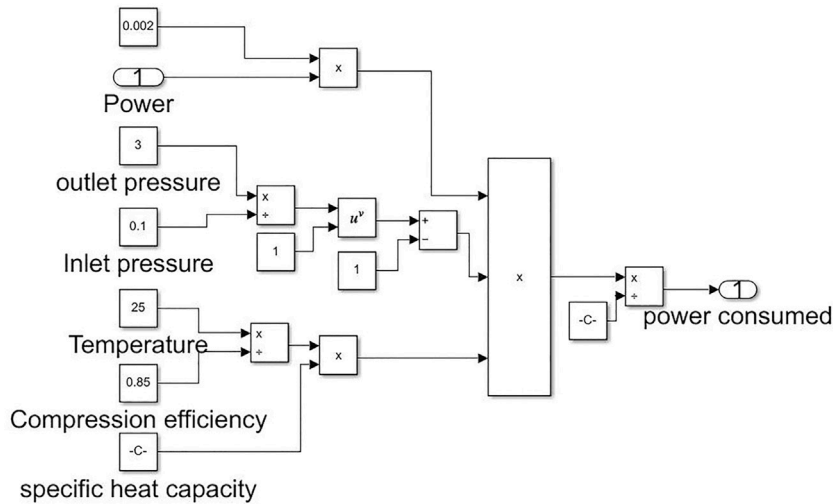 0.002
x
1
Power
3
outlet pressure
x
÷
u^v
+
−
0.1
1
Inlet pressure
1
x
x
÷
1
-C-
power consumed
25
x
÷
Temperature
x
0.85
Compression efficiency
-C-
specific heat capacity